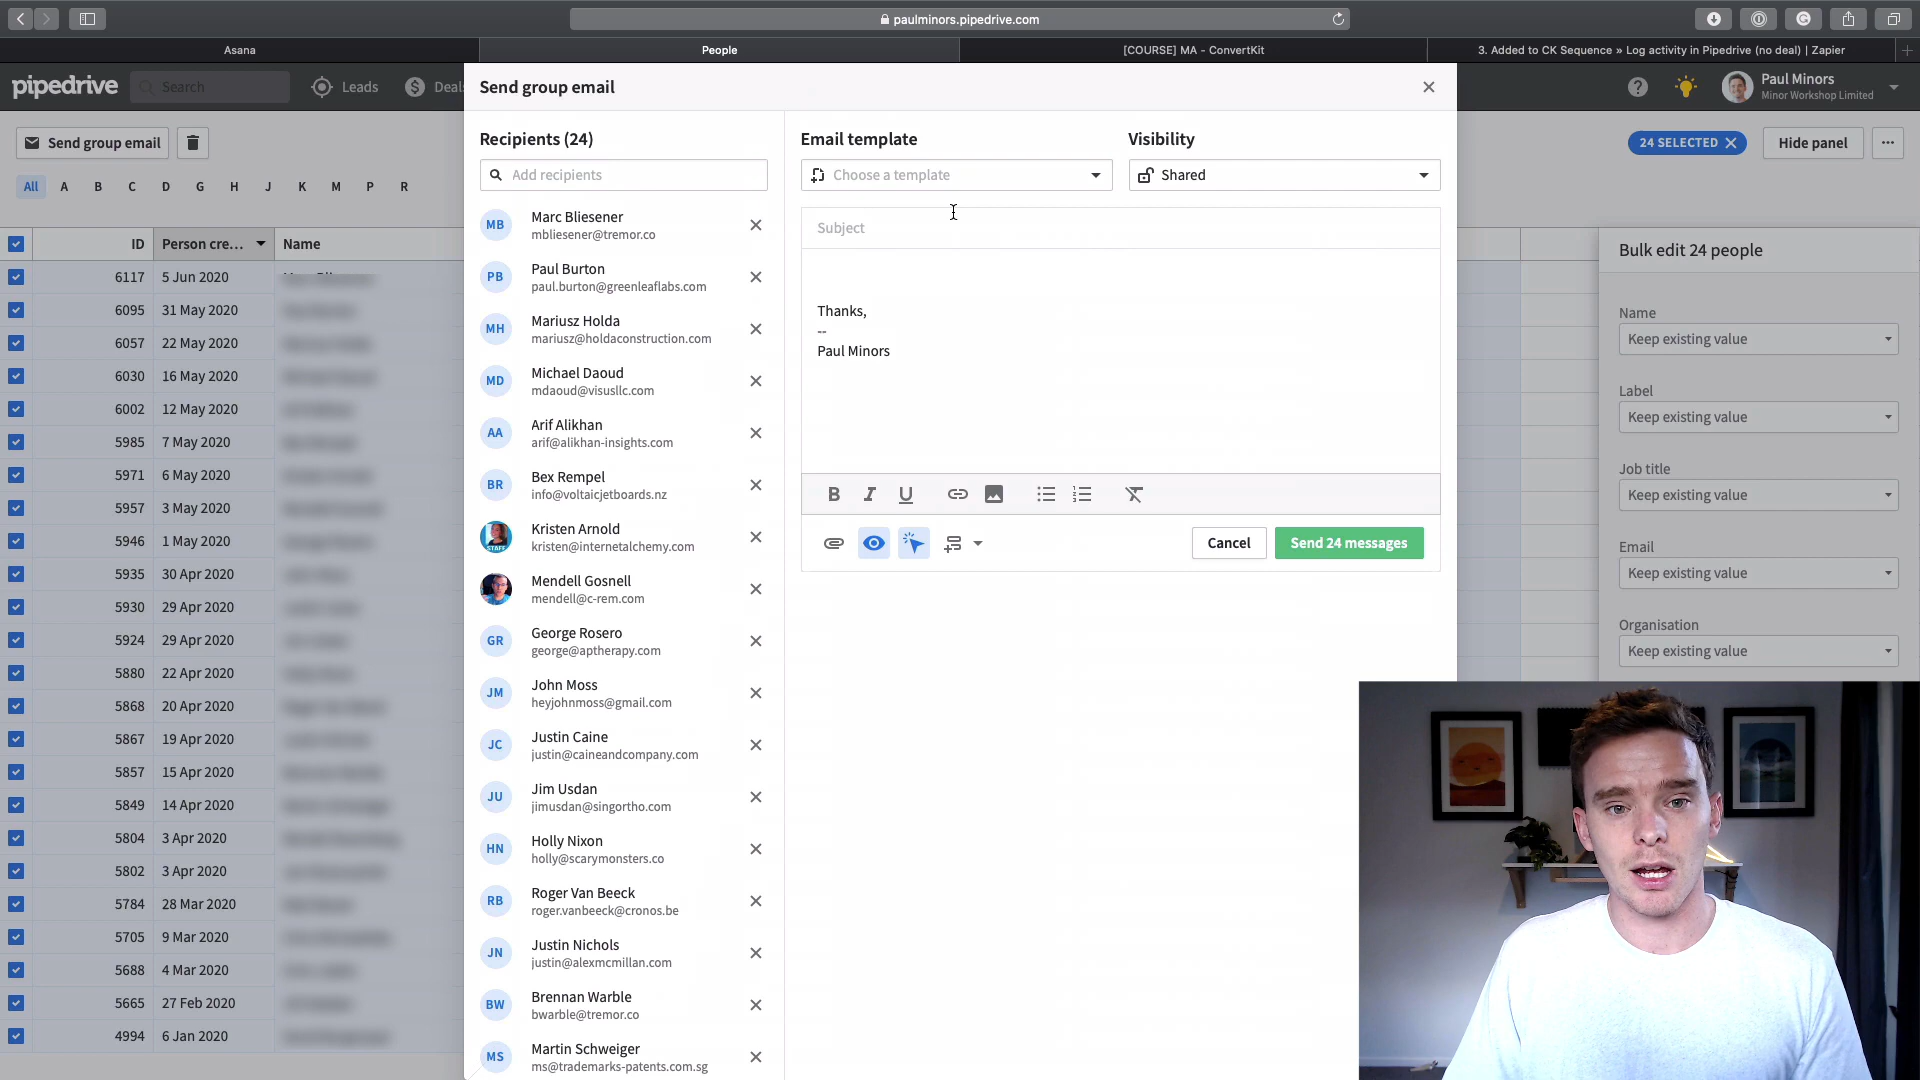 paulminors.pipedrive.com
Asana
People
[COURSE] MA - ConvertKit
3. Added to CK Sequence » Log activity in Pipedrive (no deal) | Zapier
pipedrive
Search
Leads
Deal
Paul Minors
Minor Workshop Limited
Send group email
24 SELECTED
Hide panel
All A B C D G H J K M P R
ID Person cre... Name
6117 5 Jun 2020
6095 31 May 2020
6057 22 May 2020
6030 16 May 2020
6002 12 May 2020
5985 7 May 2020
5971 6 May 2020
5957 3 May 2020
5946 1 May 2020
5935 30 Apr 2020
5930 29 Apr 2020
5924 29 Apr 2020
5880 22 Apr 2020
5868 20 Apr 2020
5867 19 Apr 2020
5857 15 Apr 2020
5849 14 Apr 2020
5804 3 Apr 2020
5802 3 Apr 2020
5784 28 Mar 2020
5705 9 Mar 2020
5688 4 Mar 2020
5665 27 Feb 2020
4994 6 Jan 2020
Send group email
Recipients (24)
Add recipients
MB Marc Bliesener
mbliesener@tremor.co
PB Paul Burton
paul.burton@greenleaflabs.com
MH Mariusz Holda
mariusz@holdaconstruction.com
MD Michael Daoud
mdaoud@visusllc.com
AA Arif Alikhan
arif@alikhan-insights.com
BR Bex Rempel
info@voltaicjetboards.nz
STAFF Kristen Arnold
kristen@internetalchemy.com
Mendell Gosnell
mendell@c-rem.com
GR George Rosero
george@aptherapy.com
JM John Moss
heyjohnmoss@gmail.com
JC Justin Caine
justin@caineandcompany.com
JU Jim Usdan
jimusdan@singortho.com
HN Holly Nixon
holly@scarymonsters.co
RB Roger Van Beeck
roger.vanbeeck@cronos.be
JN Justin Nichols
justin@alexmcmillan.com
BW Brennan Warble
bwarble@tremor.co
MS Martin Schweiger
ms@trademarks-patents.com.sg
Email template
Choose a template
Visibility
Shared
Subject
Thanks,
--
Paul Minors
B I U
Cancel
Send 24 messages
Bulk edit 24 people
Name
Keep existing value
Label
Keep existing value
Job title
Keep existing value
Email
Keep existing value
Organisation
Keep existing value